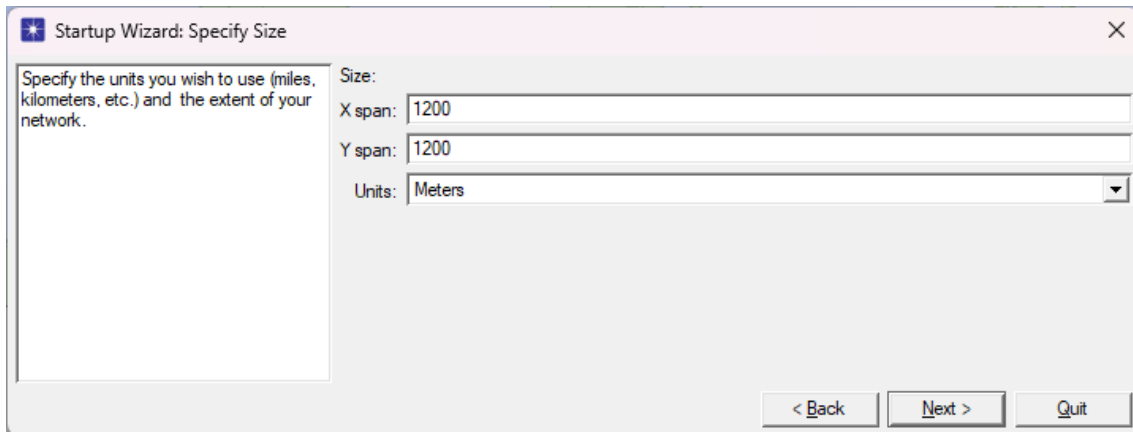 Startup Wizard: Specify Size
Specify the units you wish to use (miles,
kilometers, etc.) and  the extent of your
network.
Size:
X span: 1200
Y span: 1200
Units: Meters
< Back
Next >
Quit